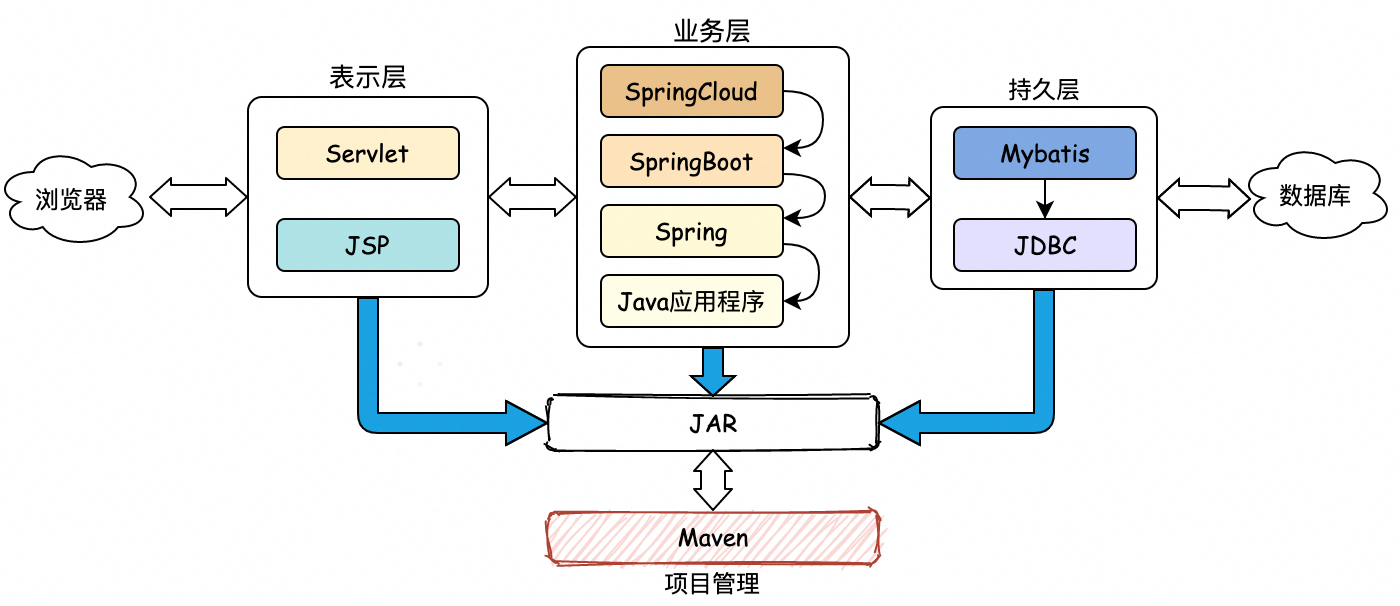 业务层
表示层
持久层
SpringCloud
Servlet
SpringBoot
Mybatis
浏览器
数据库
Spring
JSP
JDBC
Java应用程序
JAR
Maven
项目管理